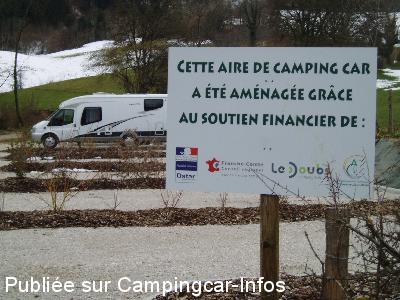 CETTE AIRE DE CAMPING CAR
A ÉTÉ AMÉNAGÉE GRÂCE
AU SOUTIEN FINANCIER DE :
Franche-Comté
Le Doubs
Publiée sur Campingcar-Infos